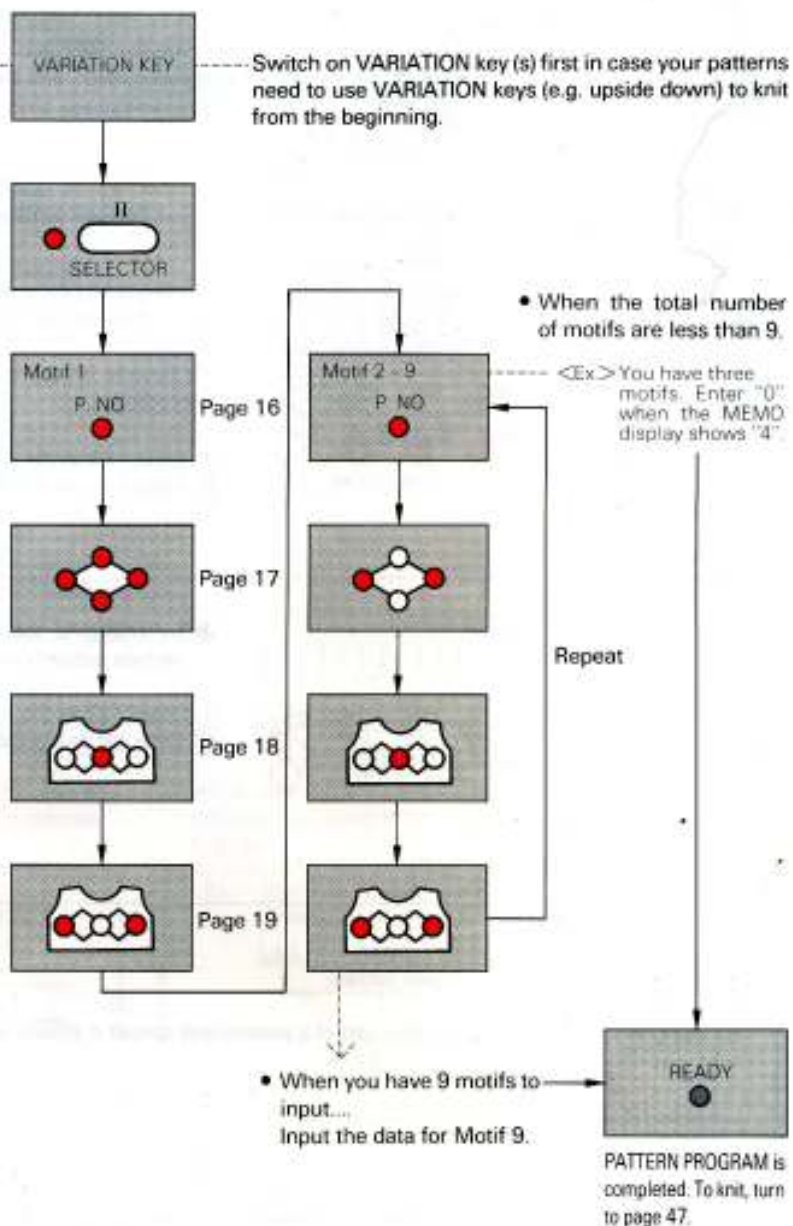 VARIATION KEY
Switch on VARIATION key (s) first in case your patterns
need to use VARIATION keys (e.g. upside down) to knit
from the beginning.
II
SELECTOR
• When the total number
of motifs are less than 9.
Motif 1
P. NO
Page 16
Motif 2 - 9
P. NO
<Ex.> You have three
motifs. Enter "0"
when the MEMO
display shows "4".
Page 17
Repeat
Page 18
Page 19
• When you have 9 motifs to
input....
Input the data for Motif 9.
READY
PATTERN PROGRAM is
completed. To knit, turn
to page 47.